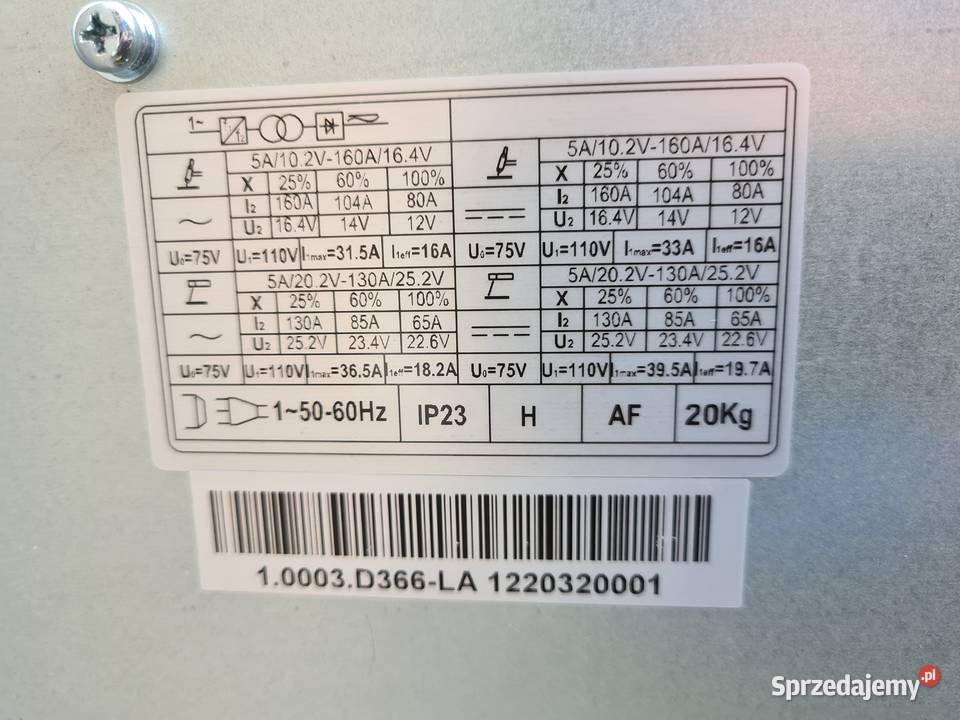 1~ f₁ f₂
5A/10.2V-160A/16.4V 5A/10.2V-160A/16.4V
X 25% 60% 100% X 25% 60% 100%
I₂ 160A 104A 80A I₂ 160A 104A 80A
~ U₂ 16.4V 14V 12V U₂ 16.4V 14V 12V
U₀=75V U₁=110V I₁max=31.5A I₁eff=16A U₀=75V U₁=110V I₁max=33A I₁eff=16A
5A/20.2V-130A/25.2V 5A/20.2V-130A/25.2V
X 25% 60% 100% X 25% 60% 100%
I₂ 130A 85A 65A I₂ 130A 85A 65A
~ U₂ 25.2V 23.4V 22.6V U₂ 25.2V 23.4V 22.6V
U₀=75V U₁=110V I₁max=36.5A I₁eff=18.2A U₀=75V U₁=110V I₁max=39.5A I₁eff=19.7A
1~50-60Hz IP23 H AF 20Kg
1.0003.D366-LA 1220320001
Sprzedajemy.pl